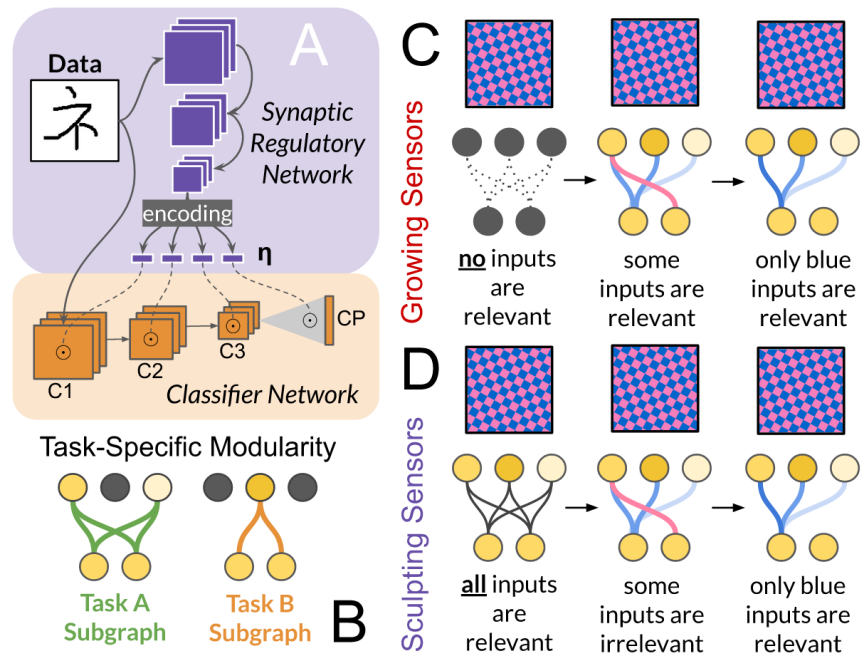 A
Data
ネ
Synaptic
Regulatory
Network
encoding
η
CP
C1
C2
C3
Classifier Network
Task-Specific Modularity
Task A
Subgraph
Task B
Subgraph
B
C
Growing Sensors
no inputs
are
relevant
some
inputs are
relevant
only blue
inputs are
relevant
D
Sculpting Sensors
all inputs
are
relevant
some
inputs are
irrelevant
only blue
inputs are
relevant